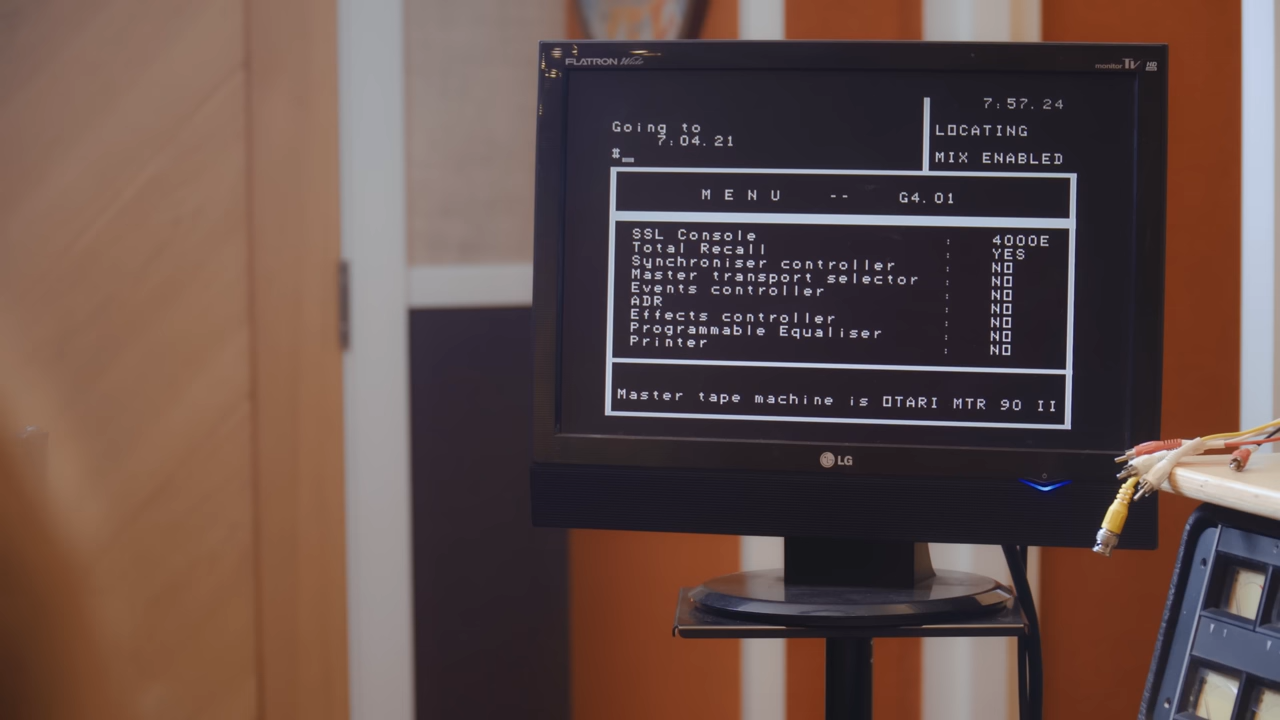 FLATRON Wide
monitor TV HD
7:57.24
Going to
7:04.21
LOCATING
#_
MIX ENABLED
MENU -- G4.01
SSL Console : 4000E
Total Recall : YES
Synchroniser controller : NO
Master transport selector : NO
Events controller : NO
ADR : NO
Effects controller : NO
Programmable Equaliser : NO
Printer : NO
Master tape machine is OTARI MTR 90 II
LG